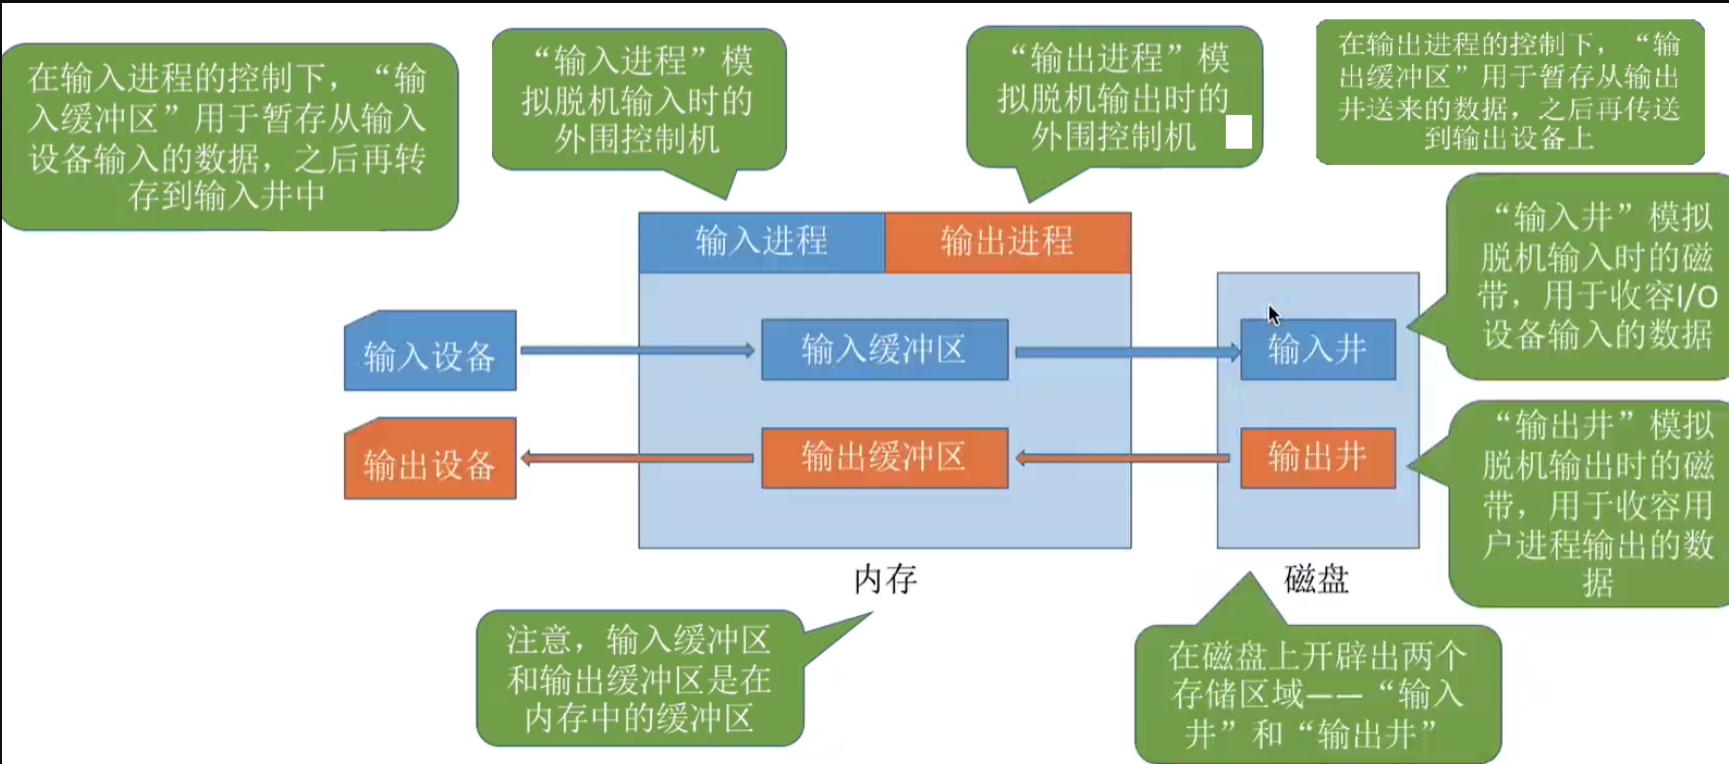 在输入进程的控制下，“输
入缓冲区”用于暂存从输入
设备输入的数据，之后再转
存到输入井中
“输入进程”模
拟脱机输入时的
外围控制机
“输出进程”模
拟脱机输出时的
外围控制机
在输出进程的控制下，“输
出缓冲区”用于暂存从输出
井送来的数据，之后再传送
到输出设备上
输入进程
输出进程
“输入井”模拟
脱机输入时的磁
带，用于收容I/O
设备输入的数据
输入设备
输入缓冲区
输入井
输出设备
输出缓冲区
输出井
“输出井”模拟
脱机输出时的磁
带，用于收容用
户进程输出的数
据
内存
磁盘
注意，输入缓冲区
和输出缓冲区是在
内存中的缓冲区
在磁盘上开辟出两个
存储区域——“输入
井”和“输出井”